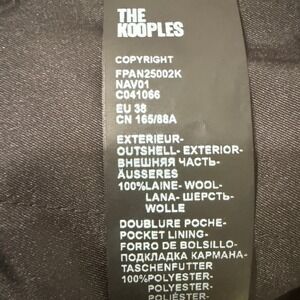 THE
KOOPLES
COPYRIGHT
FPAN25002K
NAV01
C041066
EU 38
CN 165/88A
EXTERIEUR-
OUTSHELL- EXTERIOR-
ВНЕШНЯЯ ЧАСТЬ-
ÄUSSERES
100%LAINE- WOOL-
LANA- ШЕРСТЬ-
WOLLE
DOUBLURE POCHE-
POCKET LINING-
FORRO DE BOLSILLO-
ПОДКЛАДКА КАРМАНА-
TASCHENFUTTER
100%POLYESTER-
POLYESTER-
POLIÉSTER-